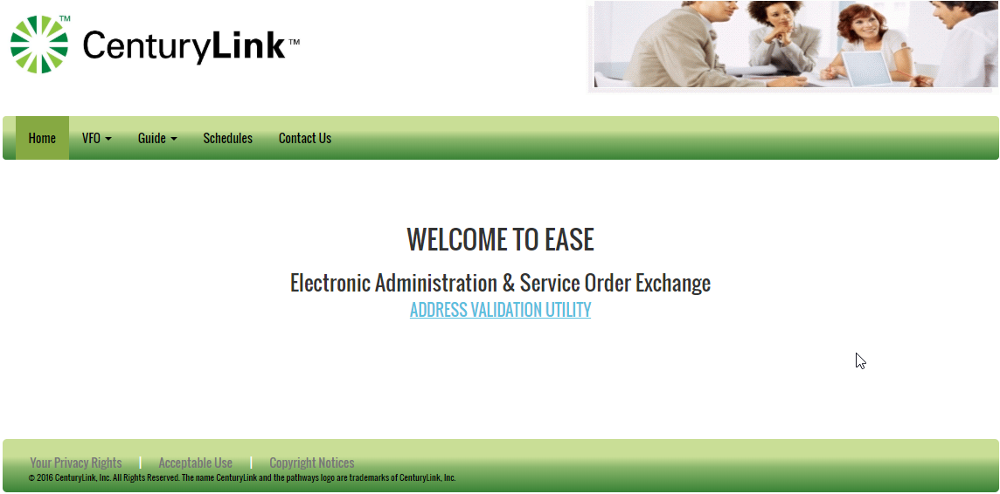 CenturyLink™
Home VFO Guide Schedules Contact Us
WELCOME TO EASE
Electronic Administration & Service Order Exchange
ADDRESS VALIDATION UTILITY
Your Privacy Rights | Acceptable Use | Copyright Notices
© 2016 CenturyLink, Inc. All Rights Reserved. The name CenturyLink and the pathways logo are trademarks of CenturyLink, Inc.